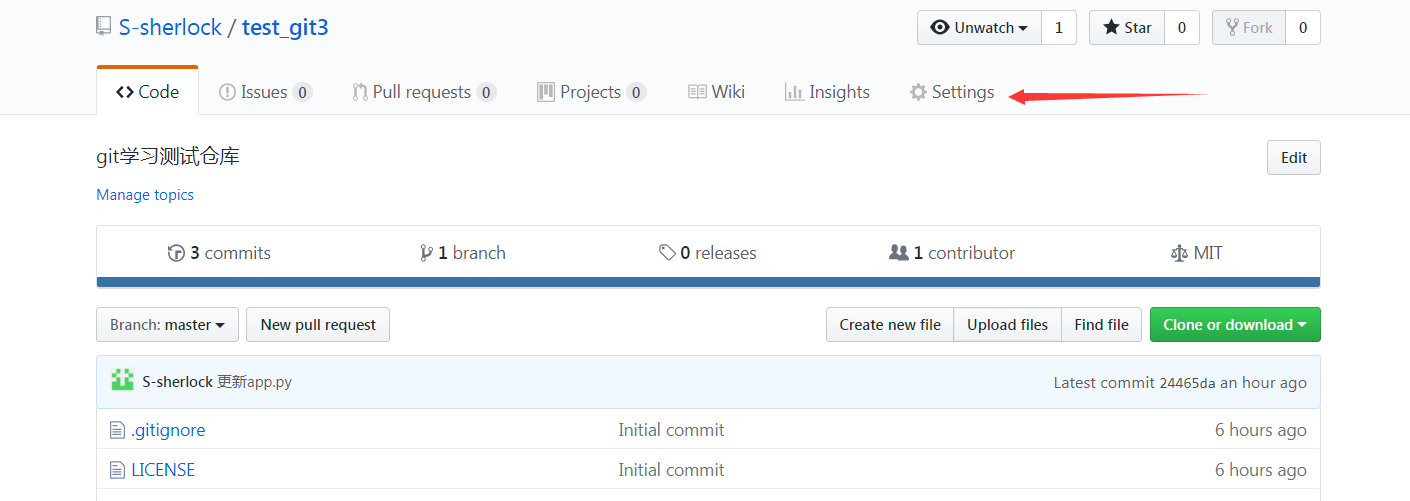 S-sherlock / test_git3
Unwatch 1 Star 0 Fork 0
Code Issues 0 Pull requests 0 Projects 0 Wiki Insights Settings
git学习测试仓库
Edit
Manage topics
3 commits 1 branch 0 releases 1 contributor MIT
Branch: master New pull request Create new file Upload files Find file Clone or download
S-sherlock 更新app.py Latest commit 24465da an hour ago
.gitignore Initial commit 6 hours ago
LICENSE Initial commit 6 hours ago